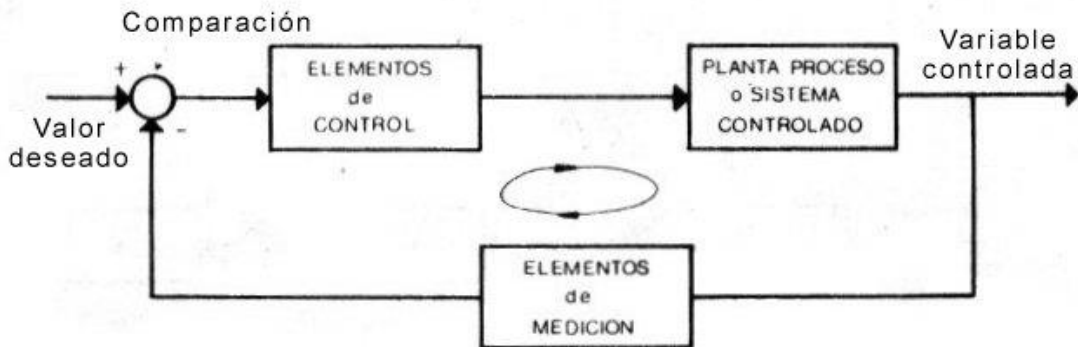 Comparación
+
-
Valor
deseado
ELEMENTOS
de
CONTROL
PLANTA PROCESO
o SISTEMA
CONTROLADO
Variable
controlada
ELEMENTOS
de
MEDICION